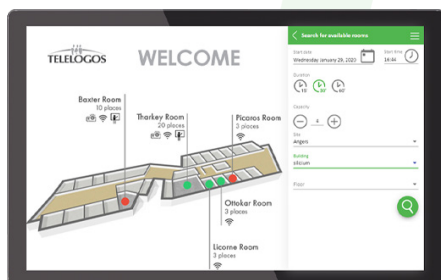 TELELOGOS
WELCOME
Baxter Room
10 places
Tharkey Room
20 places
Picaros Room
3 places
Ottokar Room
3 places
Licorne Room
3 places
Search for available rooms
Start date
Wednesday January 29, 2020
Start time
14:44
Duration
Capacity
Site
Angers
Building
silicium
Floor